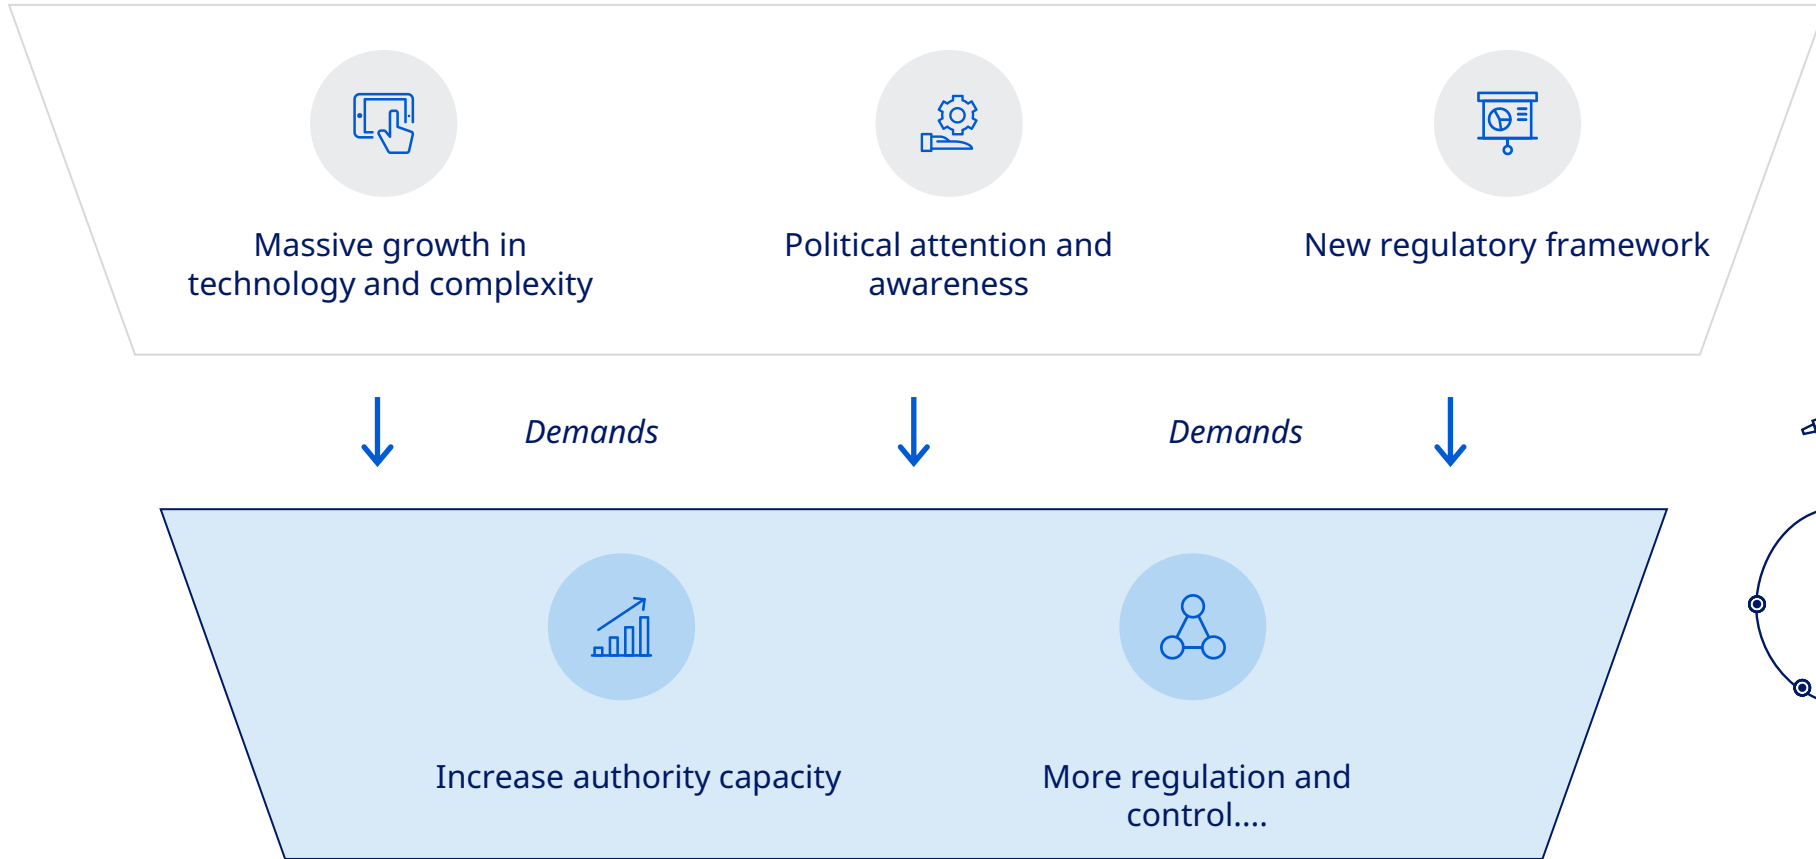 Massive growth in
technology and complexity
Political attention and
awareness
New regulatory framework
Demands
Demands
Increase authority capacity
More regulation and
control....